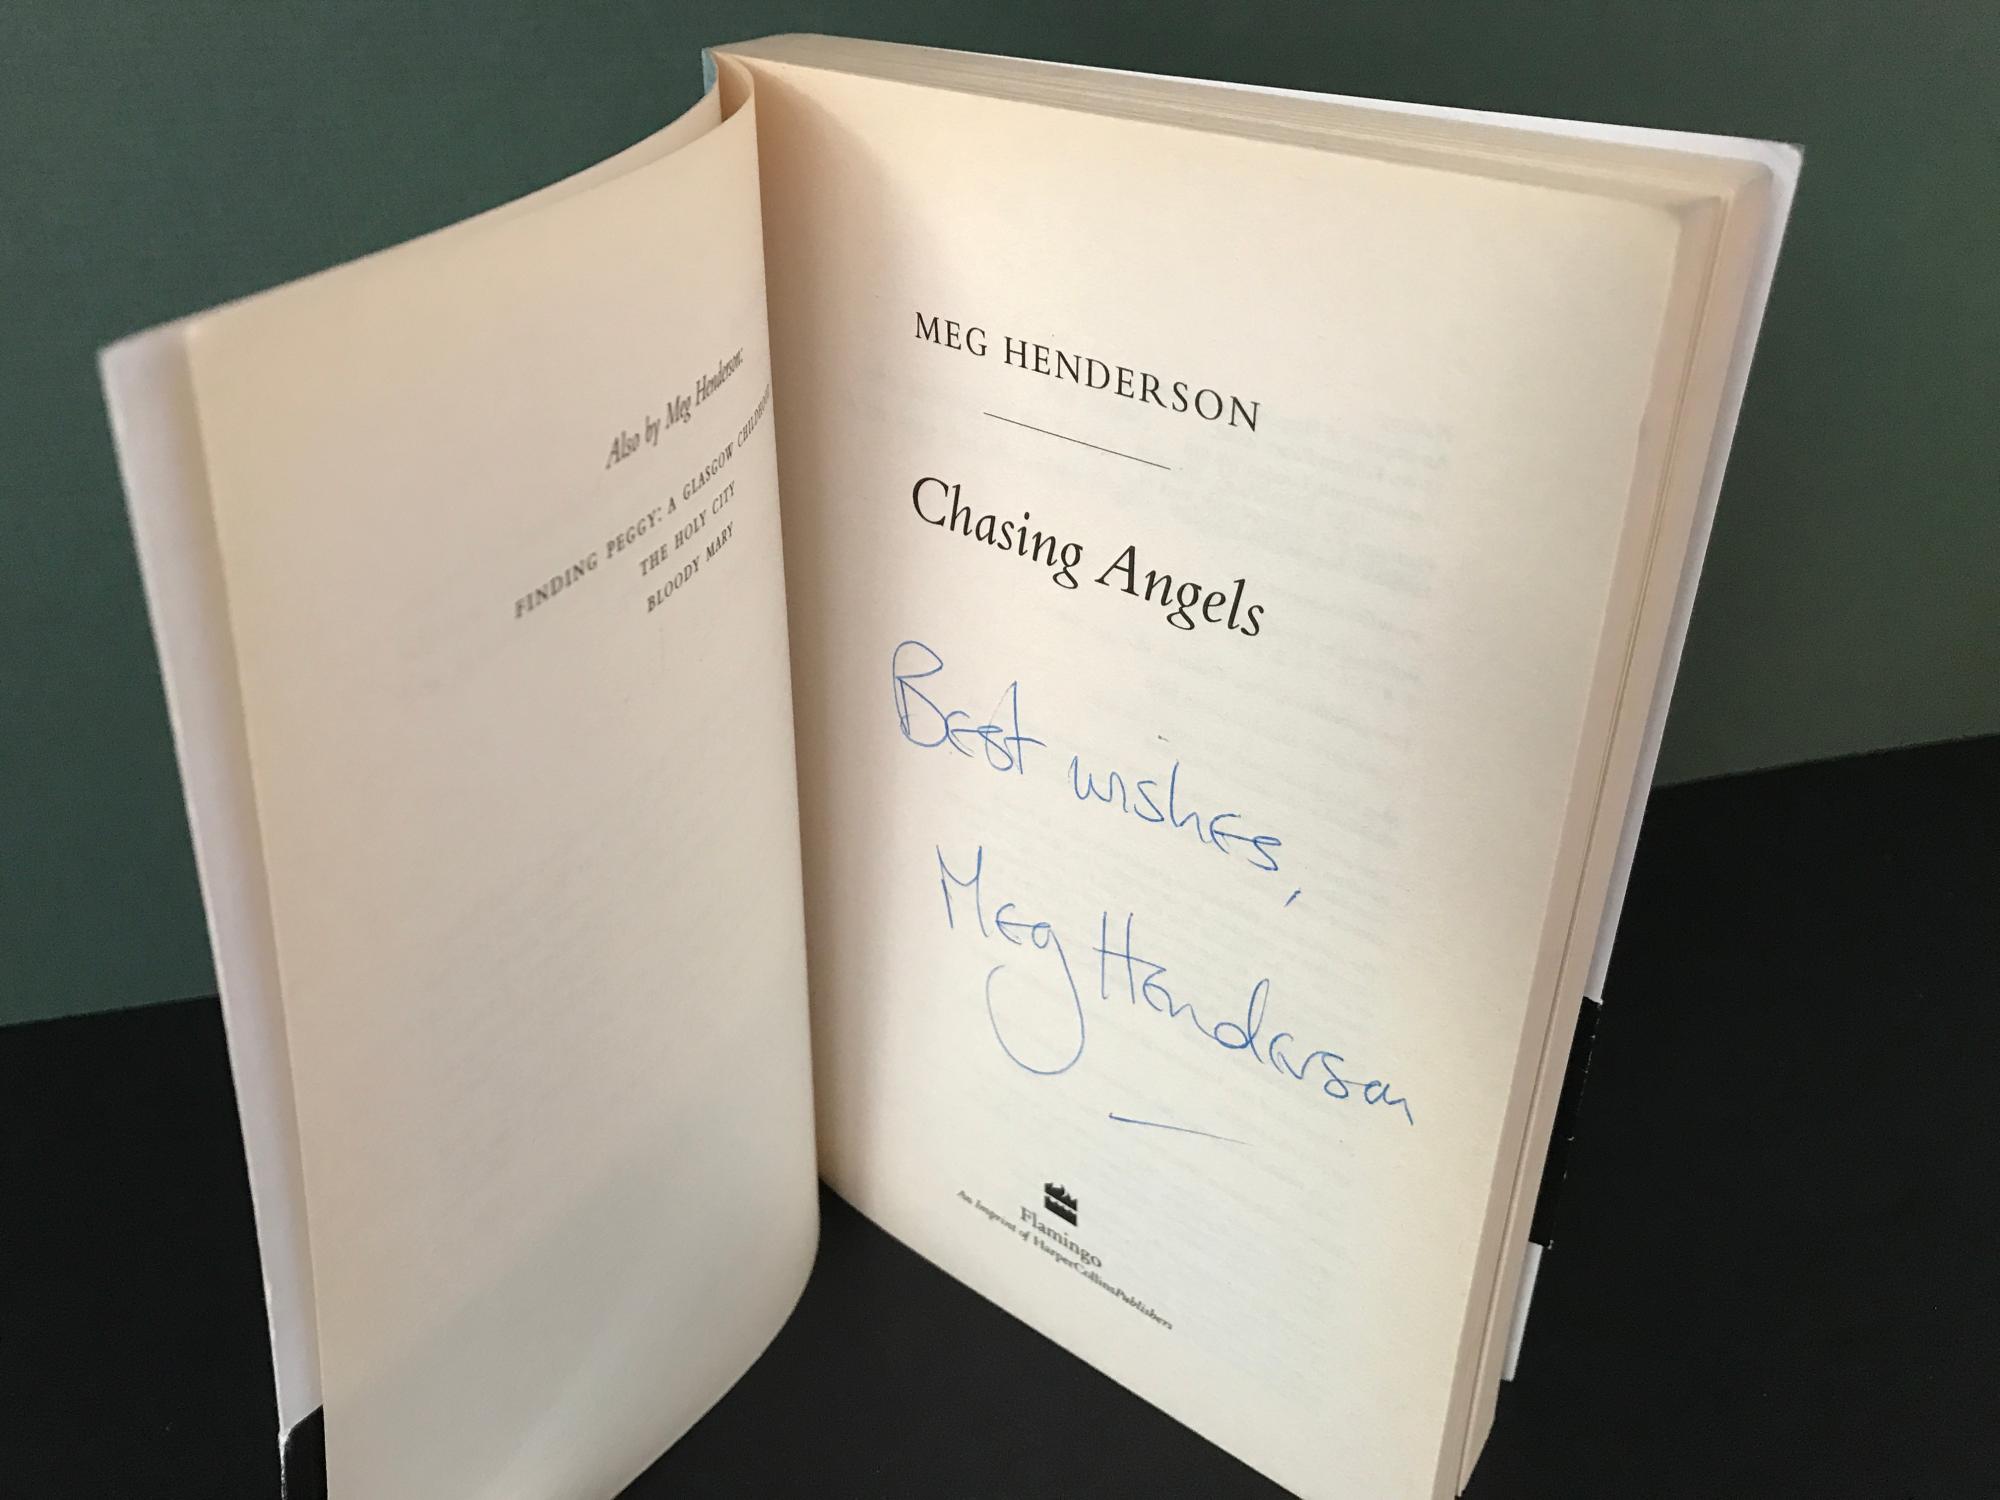 Also by Meg Henderson:
FINDING PEGGY: A GLASGOW CHILDHOOD
THE HOLY CITY
BLOODY MARY
MEG HENDERSON
Chasing Angels
Best wishes,
Meg Henderson
Flamingo
An Imprint of HarperCollinsPublishers